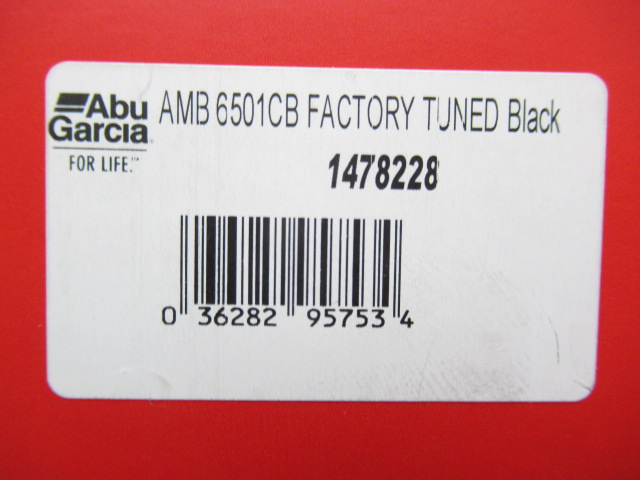 Abu
Garcia
FOR LIFE.™
AMB 6501CB FACTORY TUNED Black
1478228
0 36282 95753 4